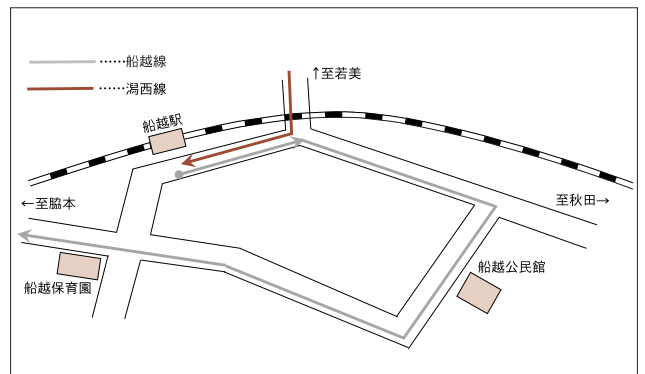 ‥‥‥船越線
‥‥‥潟西線
↑至若美
船越駅
←至脇本
至秋田→
船越保育園
船越公民館